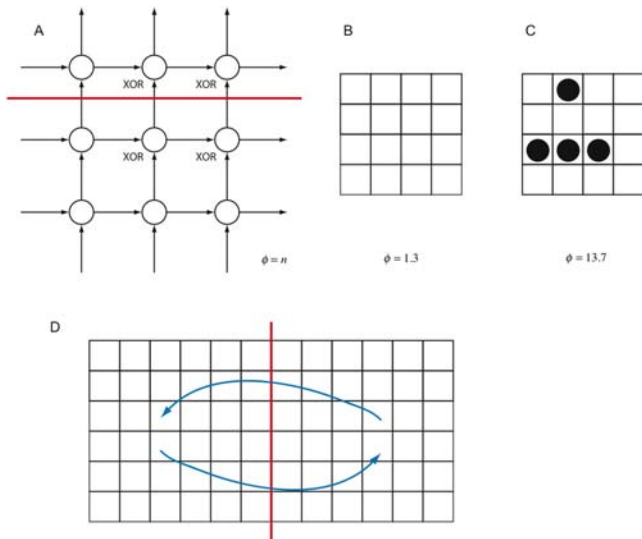 A
B
C
XOR XOR
XOR XOR
ϕ = n
ϕ = 1.3
ϕ = 13.7
D